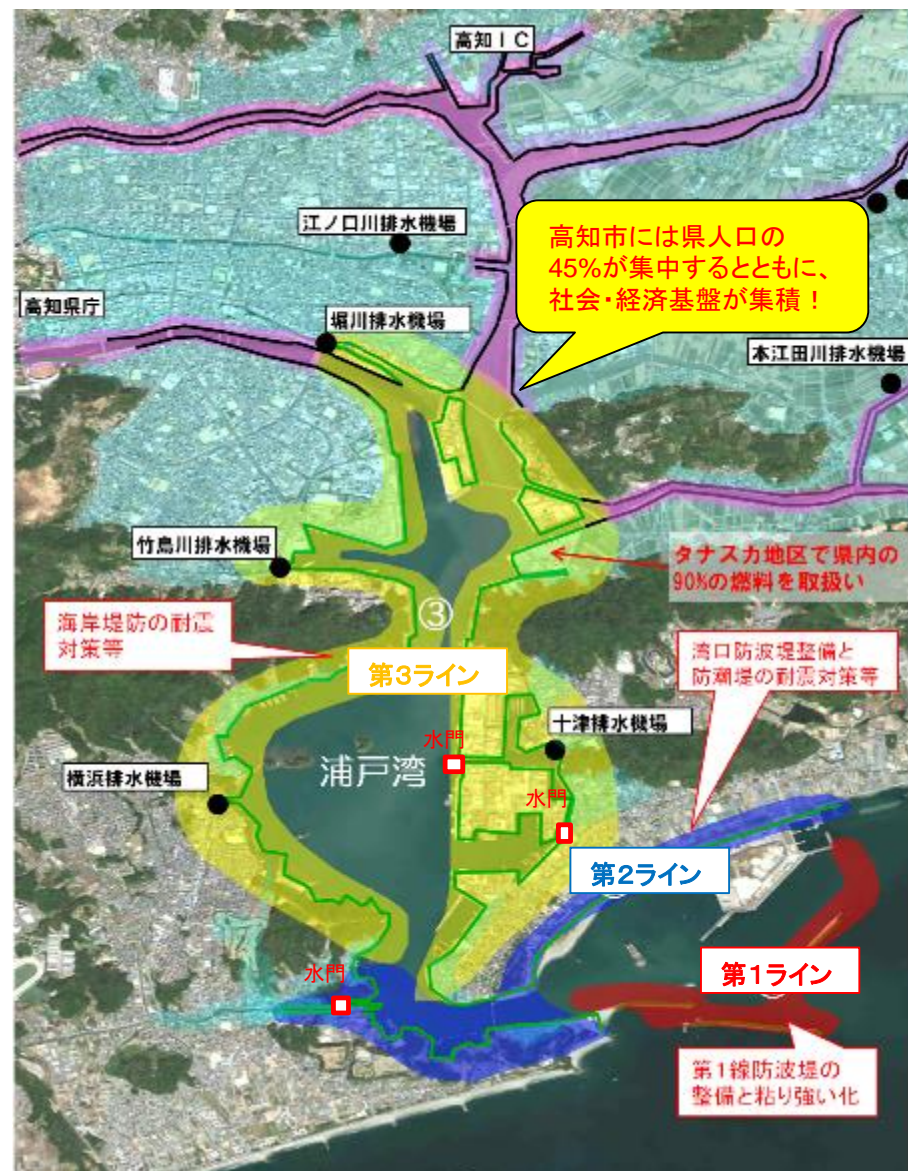 高知IC
江ノ口川排水機場
高知市には県人口の
45%が集中するとともに、
社会・経済基盤が集積！
高知県庁
堀川排水機場
本江田川排水機場
竹島川排水機場
タナスカ地区で県内の
90%の燃料を取扱い
③
海岸堤防の耐震
対策等
湾口防波堤整備と
防潮堤の耐震対策等
第3ライン
十津排水機場
水門
浦戸湾
横浜排水機場
水門
第2ライン
水門
第1ライン
第1線防波堤の
整備と粘り強い化